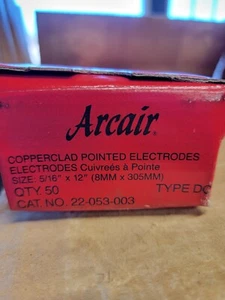 Arcair®
COPPERCLAD POINTED ELECTRODES
ELECTRODES Cuivreés à Pointe
SIZE: 5/16" x 12" (8MM x 305MM)
QTY. 50 TYPE DC
CAT. NO. 22-053-003